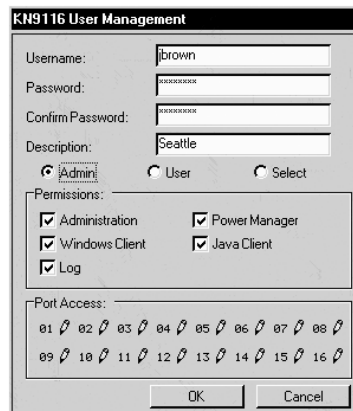 KN9116 User Management
Username: jbrown
Password: ********
Confirm Password: ********
Description: Seattle
Admin User Select
Permissions:
Administration Power Manager
Windows Client Java Client
Log
Port Access:
01 02 03 04 05 06 07 08
09 10 11 12 13 14 15 16
OK Cancel